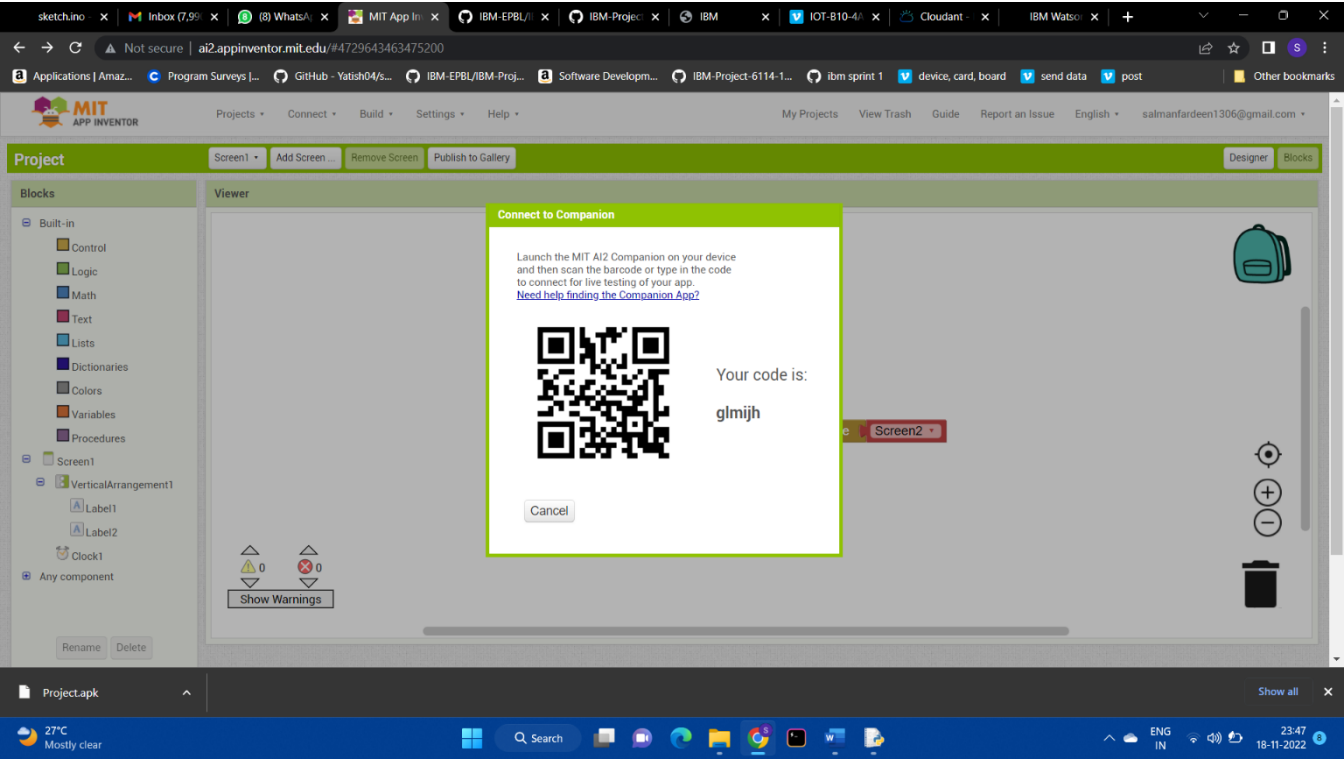 sketch.ino -
Inbox (7,99
(8) WhatsA
MIT App In
IBM-EPBL/I
IBM-Project
IBM
IOT-B10-4A
Cloudant -
IBM Watson
Not secure | ai2.appinventor.mit.edu/#4729643463475200
S
Applications | Amaz...
Program Surveys |...
GitHub - Yatish04/s...
IBM-EPBL/IBM-Proj...
Software Developm...
IBM-Project-6114-1...
ibm sprint 1
device, card, board
send data
post
Other bookmarks
MIT
APP INVENTOR
Projects
Connect
Build
Settings
Help
My Projects
View Trash
Guide
Report an Issue
English
salmanfardeen1306@gmail.com
Project
Screen1
Add Screen ...
Remove Screen
Publish to Gallery
Designer
Blocks
Blocks
Viewer
Built-in
Control
Logic
Math
Text
Lists
Dictionaries
Colors
Variables
Procedures
Screen1
VerticalArrangement1
A Label1
A Label2
Clock1
Any component
Rename
Delete
0
0
Show Warnings
Connect to Companion
Launch the MIT AI2 Companion on your device
and then scan the barcode or type in the code
to connect for live testing of your app.
Need help finding the Companion App?
Your code is:
glmijh
Cancel
e
Screen2
Project.apk
Show all
27°C
Mostly clear
Search
ENG
IN
23:47
18-11-2022
8